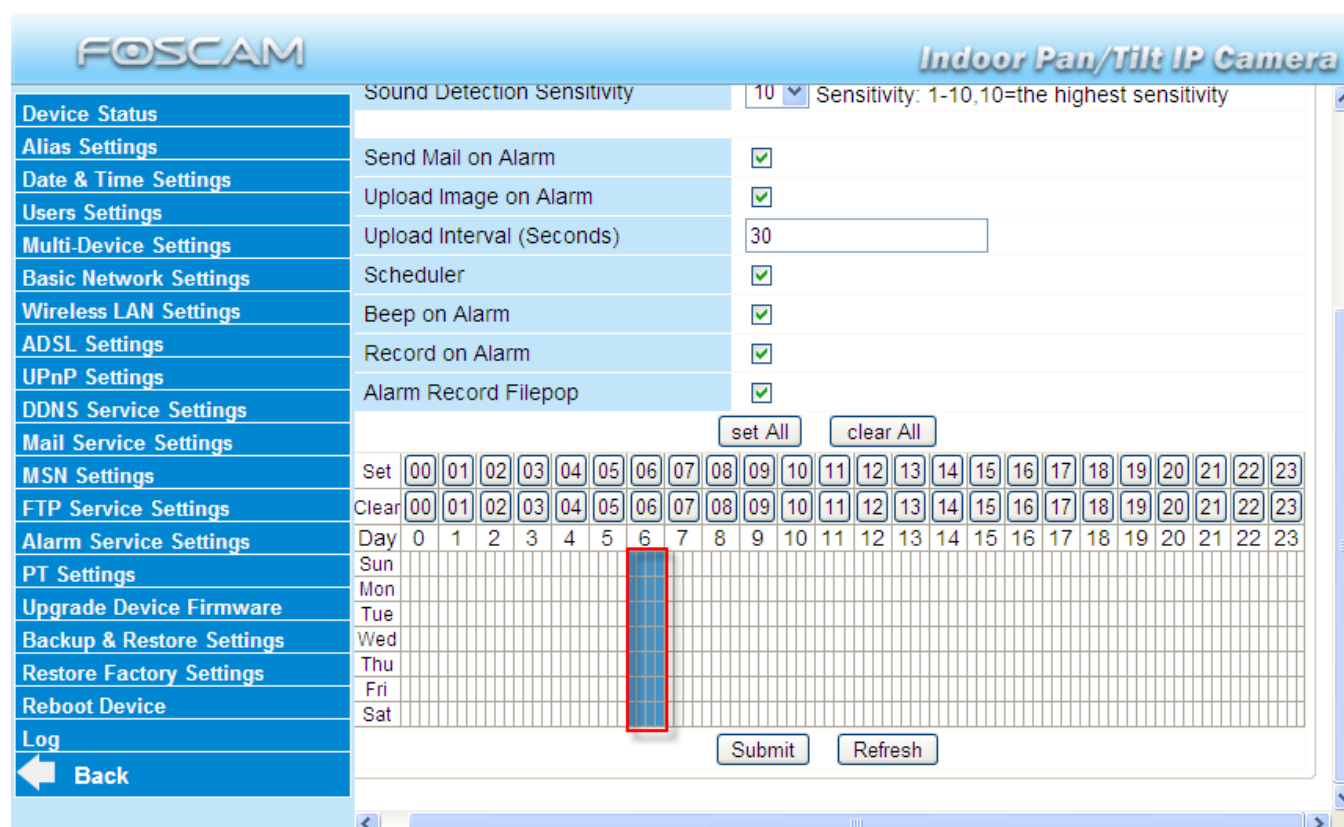 FOSCAM
Indoor Pan/Tilt IP Camera
Device Status
Alias Settings
Date & Time Settings
Users Settings
Multi-Device Settings
Basic Network Settings
Wireless LAN Settings
ADSL Settings
UPnP Settings
DDNS Service Settings
Mail Service Settings
MSN Settings
FTP Service Settings
Alarm Service Settings
PT Settings
Upgrade Device Firmware
Backup & Restore Settings
Restore Factory Settings
Reboot Device
Log
Back
Sound Detection Sensitivity 10 Sensitivity: 1-10,10=the highest sensitivity
Send Mail on Alarm
Upload Image on Alarm
Upload Interval (Seconds) 30
Scheduler
Beep on Alarm
Record on Alarm
Alarm Record Filepop
set All clear All
Set 00 01 02 03 04 05 06 07 08 09 10 11 12 13 14 15 16 17 18 19 20 21 22 23
Clear 00 01 02 03 04 05 06 07 08 09 10 11 12 13 14 15 16 17 18 19 20 21 22 23
Day 0 1 2 3 4 5 6 7 8 9 10 11 12 13 14 15 16 17 18 19 20 21 22 23
Sun
Mon
Tue
Wed
Thu
Fri
Sat
Submit Refresh